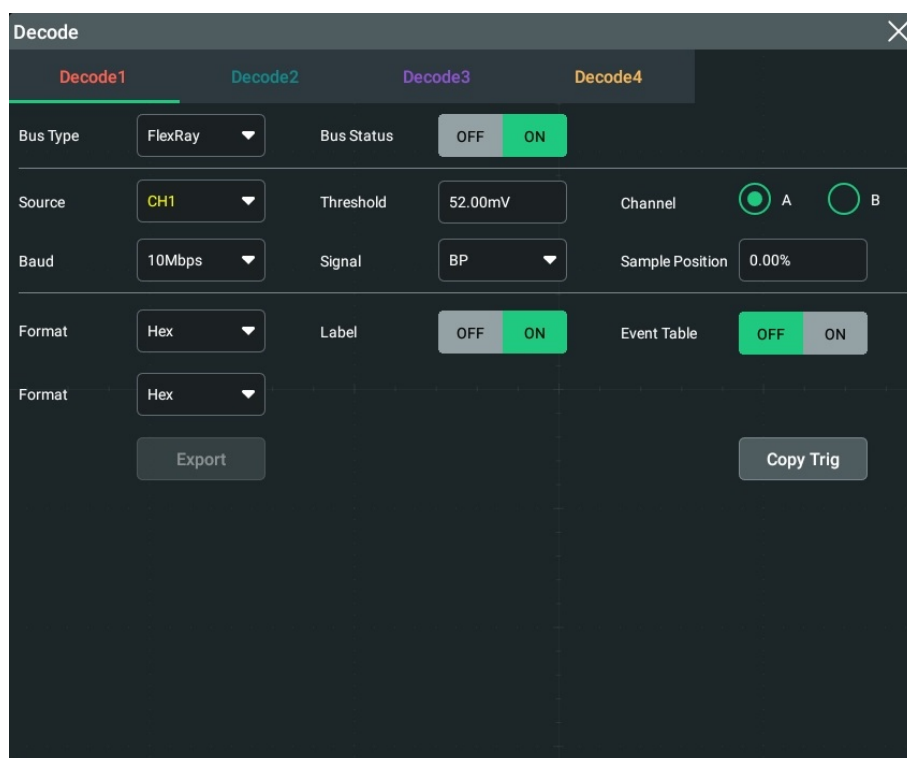 Decode
Decode1 Decode2 Decode3 Decode4
Bus Type FlexRay Bus Status OFF ON
Source CH1 Threshold 52.00mV Channel A B
Baud 10Mbps Signal BP Sample Position 0.00%
Format Hex Label OFF ON Event Table OFF ON
Format Hex
Export Copy Trig